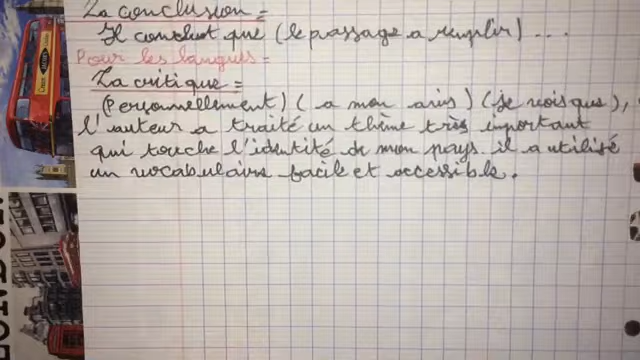 La conclusion =
Il conclut que (le passage a remplir) ...
Pour les langues =
La critique =
(Personnellement) (a mon avis) (je vois que),
l'auteur a traité un thème très important
qui touche l'identité de mon pays. il a utilisé
un vocabulaire facile et accessible.